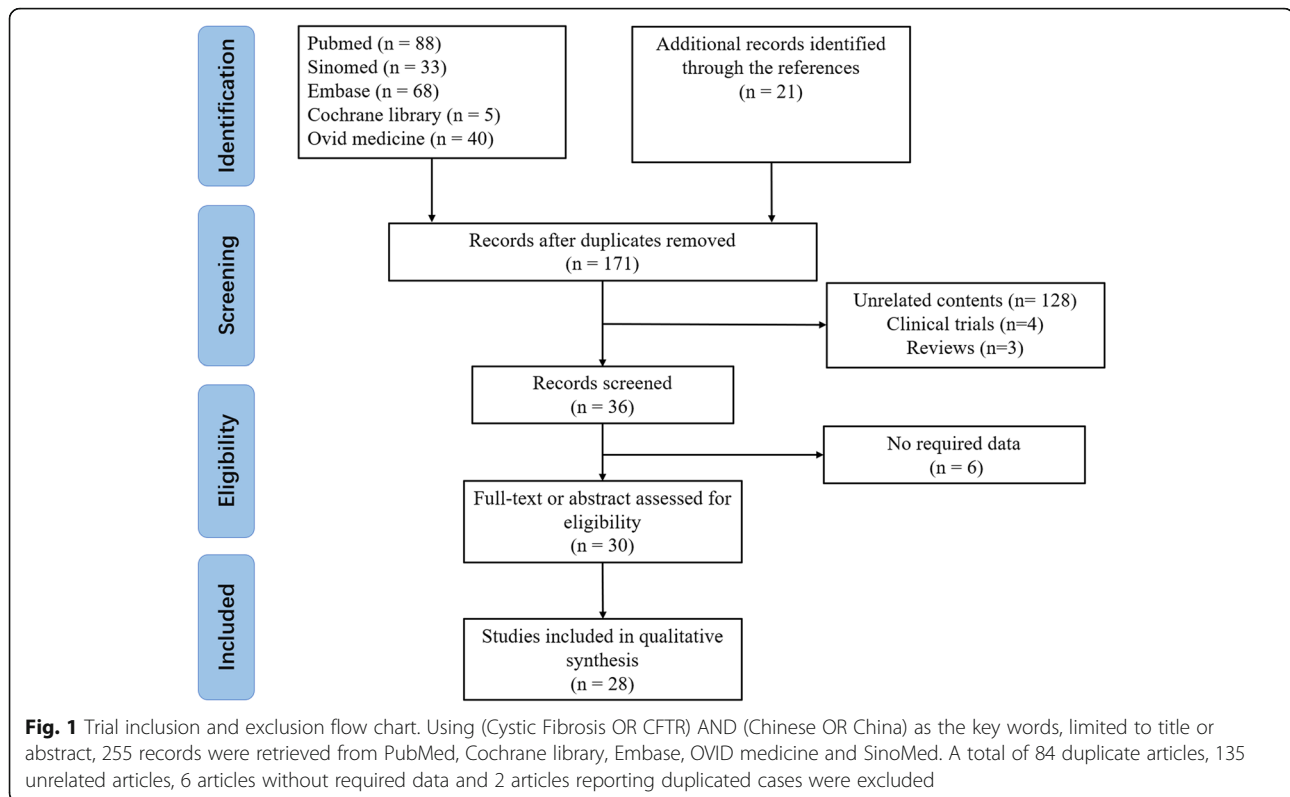 Identification
Pubmed (n = 88)
Sinomed (n = 33)
Embase (n = 68)
Cochrane library (n = 5)
Ovid medicine (n = 40)
Additional records identified
through the references
(n = 21)
Screening
Records after duplicates removed
(n = 171)
Unrelated contents (n= 128)
Clinical trials (n=4)
Reviews (n=3)
Records screened
(n = 36)
Eligibility
No required data
(n = 6)
Full-text or abstract assessed for
eligibility
(n = 30)
Included
Studies included in qualitative
synthesis
(n = 28)
Fig. 1 Trial inclusion and exclusion flow chart. Using (Cystic Fibrosis OR CFTR) AND (Chinese OR China) as the key words, limited to title or
abstract, 255 records were retrieved from PubMed, Cochrane library, Embase, OVID medicine and SinoMed. A total of 84 duplicate articles, 135
unrelated articles, 6 articles without required data and 2 articles reporting duplicated cases were excluded